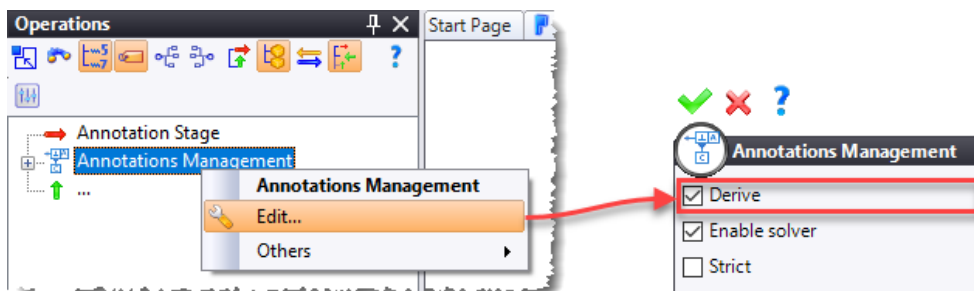 Operations
Start Page
Annotation Stage
Annotations Management
...
Annotations Management
Edit...
Others
Annotations Management
Derive
Enable solver
Strict